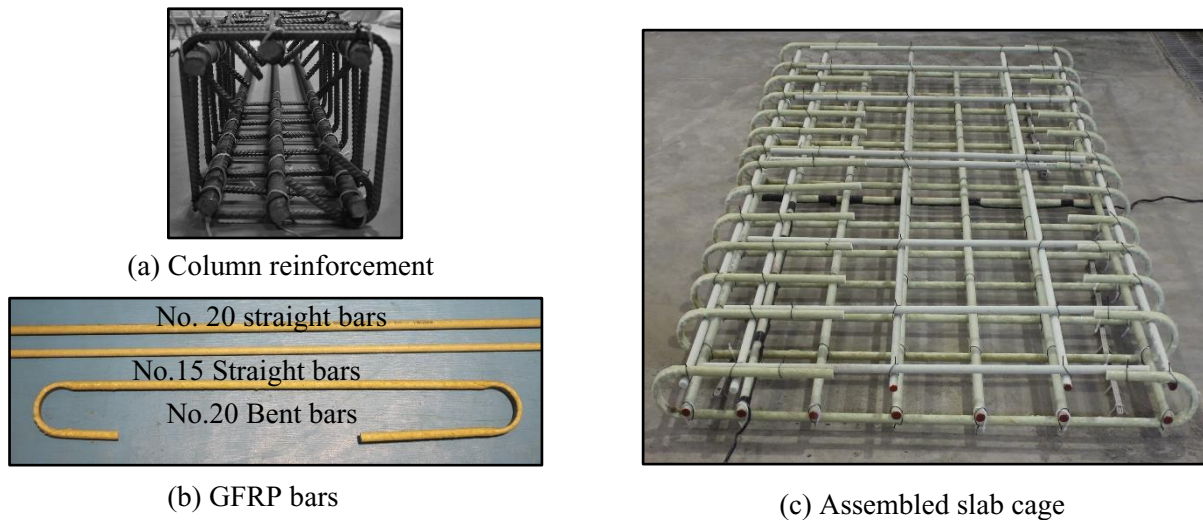 (a) Column reinforcement
No. 20 straight bars
No.15 Straight bars
No.20 Bent bars
(b) GFRP bars
(c) Assembled slab cage